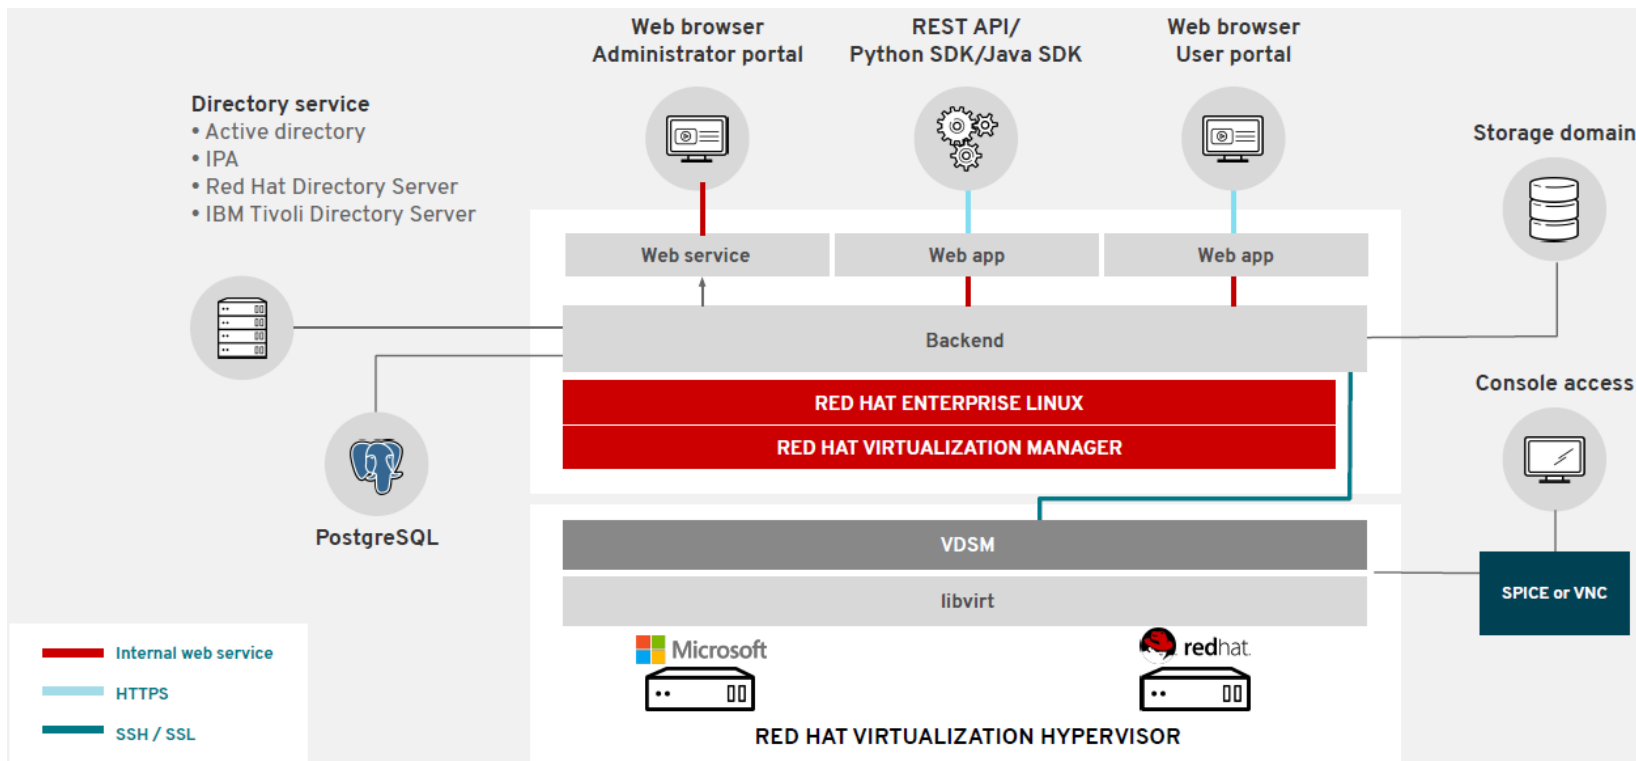 Web browser
Administrator portal
REST API/
Python SDK/Java SDK
Web browser
User portal
Directory service
• Active directory
• IPA
• Red Hat Directory Server
• IBM Tivoli Directory Server
Storage domain
Web service
Web app
Web app
Backend
Console access
RED HAT ENTERPRISE LINUX
RED HAT VIRTUALIZATION MANAGER
PostgreSQL
VDSM
SPICE or VNC
libvirt
Microsoft
redhat.
Internal web service
HTTPS
SSH / SSL
RED HAT VIRTUALIZATION HYPERVISOR